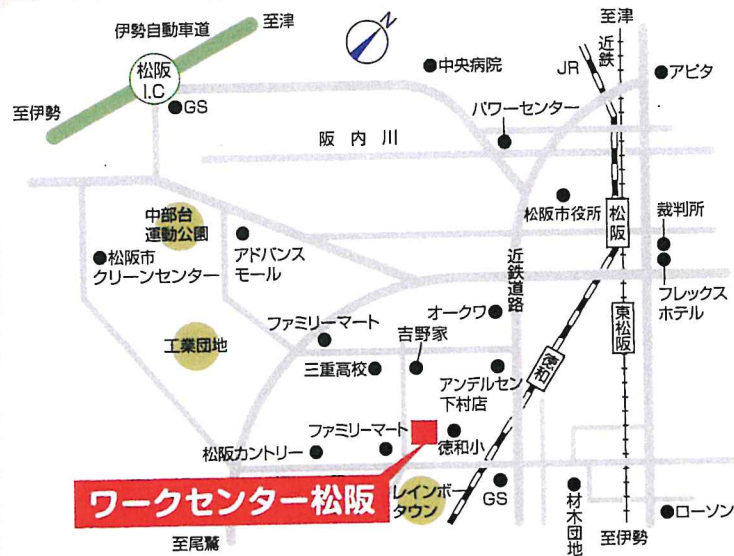 伊勢自動車道
至津
松阪
I.C
至伊勢
GS
N
中央病院
至津
近鉄
JR
アピタ
パワーセンター
阪内川
松阪市役所
松阪
裁判所
フレックス
ホテル
中部台
運動公園
アドバンス
モール
松阪市
クリーンセンター
近鉄道路
オークワ
東松阪
ファミリーマート
吉野家
工業団地
三重高校
アンデルセン
下村店
徳和
ファミリーマート
徳和小
松阪カントリー
ワークセンター松阪
レインボー
タウン
GS
材木団地
ローソン
至尾鷲
至伊勢